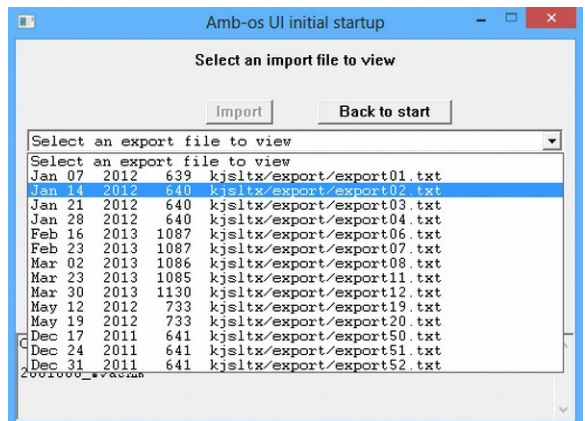 Amb-os UI initial startup
Select an import file to view
Import Back to start
Select an export file to view
Select an export file to view
Jan 07 2012 639 kjsltx/export/export01.txt
Jan 14 2012 640 kjsltx/export/export02.txt
Jan 21 2012 640 kjsltx/export/export03.txt
Jan 28 2012 640 kjsltx/export/export04.txt
Feb 16 2013 1087 kjsltx/export/export06.txt
Feb 23 2013 1087 kjsltx/export/export07.txt
Mar 02 2013 1086 kjsltx/export/export08.txt
Mar 23 2013 1085 kjsltx/export/export11.txt
Mar 30 2013 1130 kjsltx/export/export12.txt
May 12 2012 733 kjsltx/export/export19.txt
May 19 2012 733 kjsltx/export/export20.txt
Dec 17 2011 641 kjsltx/export/export50.txt
Dec 24 2011 641 kjsltx/export/export51.txt
Dec 31 2011 641 kjsltx/export/export52.txt